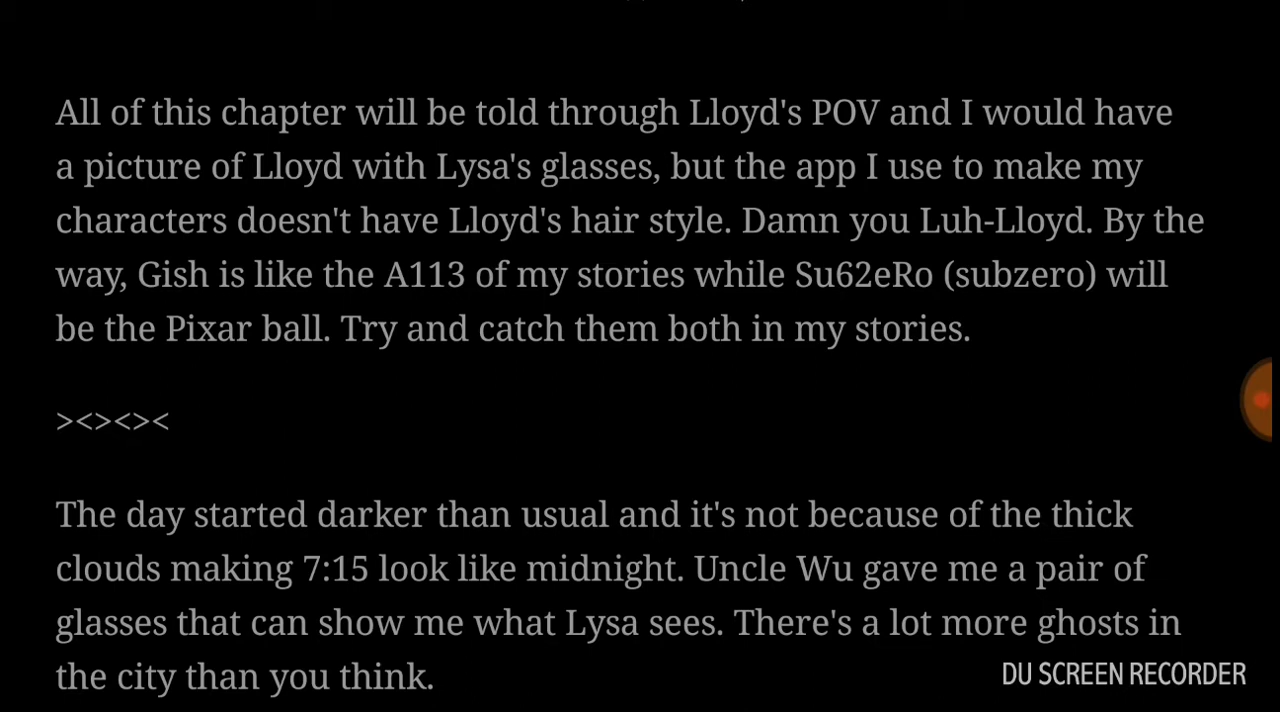 All of this chapter will be told through Lloyd's POV and I would have
a picture of Lloyd with Lysa's glasses, but the app I use to make my
characters doesn't have Lloyd's hair style. Damn you Luh-Lloyd. By the
way, Gish is like the A113 of my stories while Su62eRo (subzero) will
be the Pixar ball. Try and catch them both in my stories.
><><><
The day started darker than usual and it's not because of the thick
clouds making 7:15 look like midnight. Uncle Wu gave me a pair of
glasses that can show me what Lysa sees. There's a lot more ghosts in
the city than you think.
DU SCREEN RECORDER